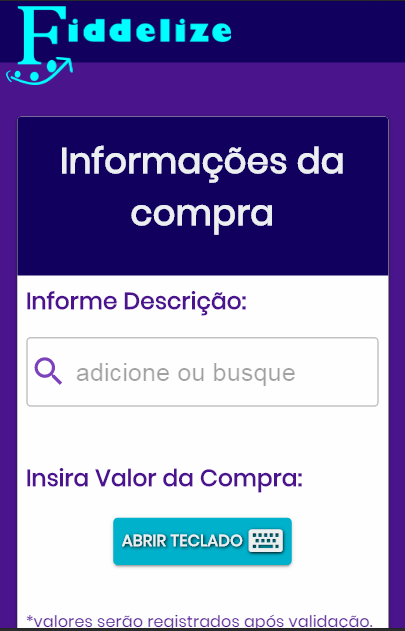 Fiddelize
Informações da
compra
Informe Descrição:
adicione ou busque
Insira Valor da Compra:
ABRIR TECLADO
*valores serão registrados após validação.